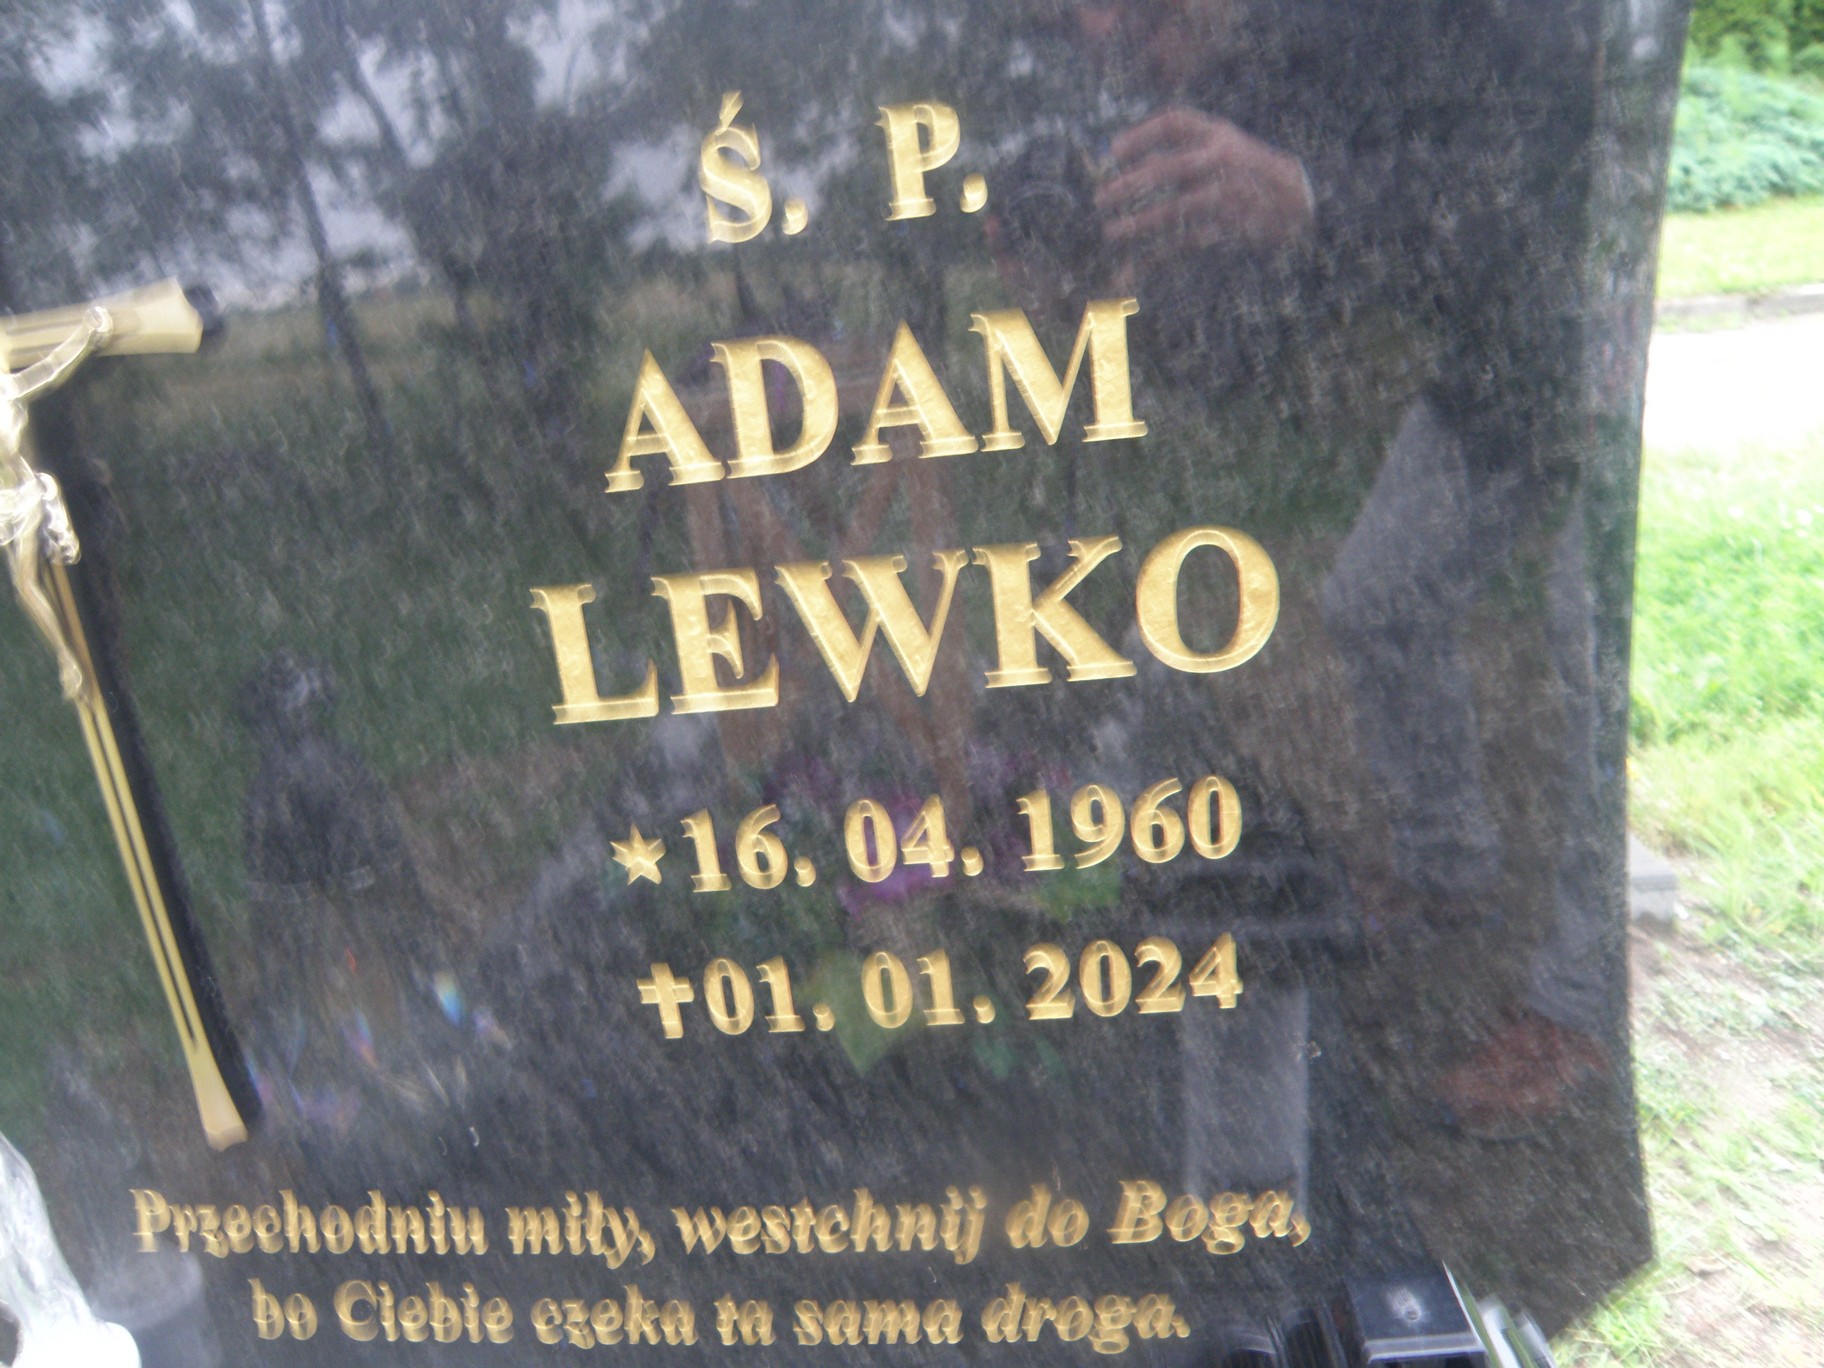 Ś. P.
ADAM
LEWKO
★16. 04. 1960
✝01. 01. 2024
Przechodniu miły, westchnij do Boga,
bo Ciebie czeka ta sama droga.